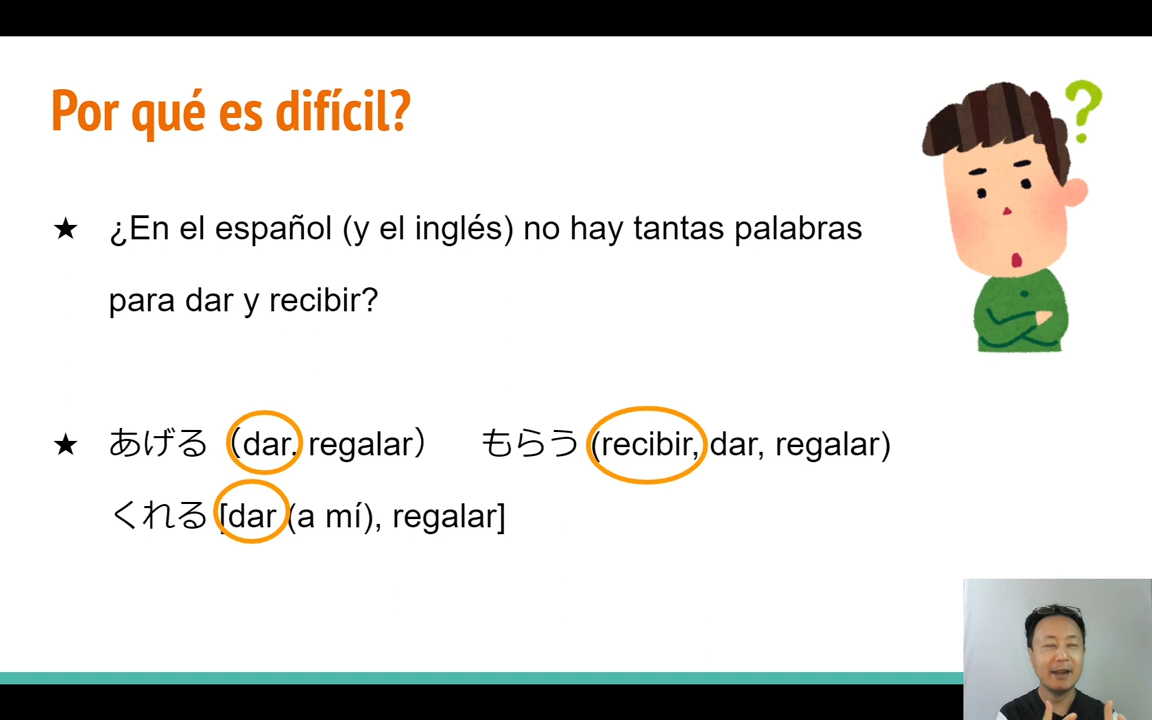 Por qué es difícil?
★ ¿En el español (y el inglés) no hay tantas palabras
para dar y recibir?
★ あげる（dar. regalar） もらう (recibir, dar, regalar)
くれる [dar (a mí), regalar]
?